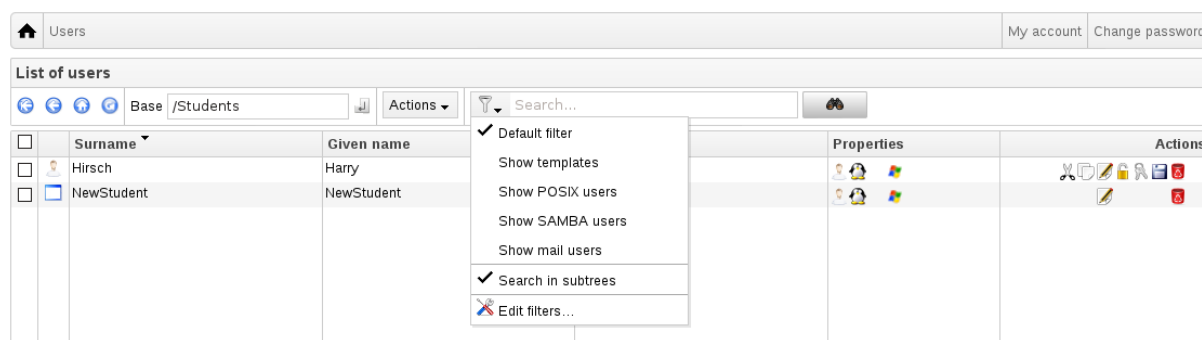 Users My account Change password
List of users
Base /Students Actions Search...
Surname Given name Properties Actions
Default filter
Hirsch Harry
Show templates
NewStudent NewStudent
Show POSIX users
Show SAMBA users
Show mail users
Search in subtrees
Edit filters...